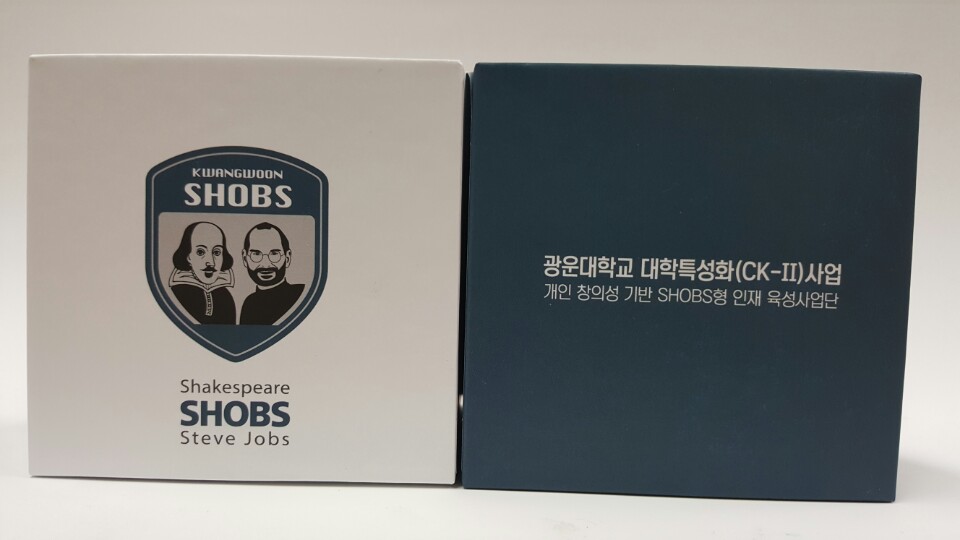 KWANGWOON
SHOBS
Shakespeare
SHOBS
Steve Jobs
광운대학교 대학특성화(CK-II)사업
개인 창의성 기반 SHOBS형 인재 육성사업단